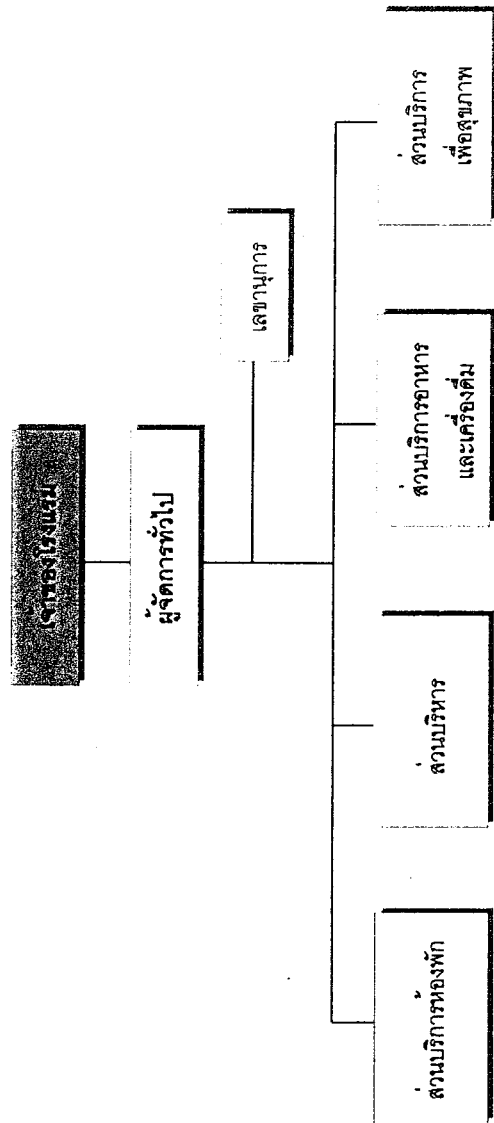 เจ้าของโรงแรม
ผู้จัดการทั่วไป
เลขานุการ
ส่วนบริการห้องพัก
ส่วนบริหาร
ส่วนบริการอาหาร
และเครื่องดื่ม
ส่วนบริการ
เพื่อสุขภาพ